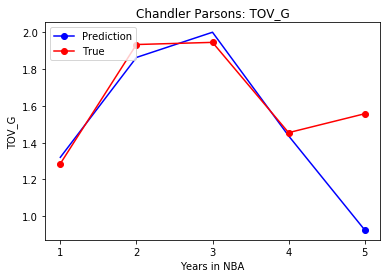 Chandler Parsons: TOV_G
Prediction
True
2.0
1.8
1.6
1.4
1.2
1.0
TOV_G
1 2 3 4 5
Years in NBA